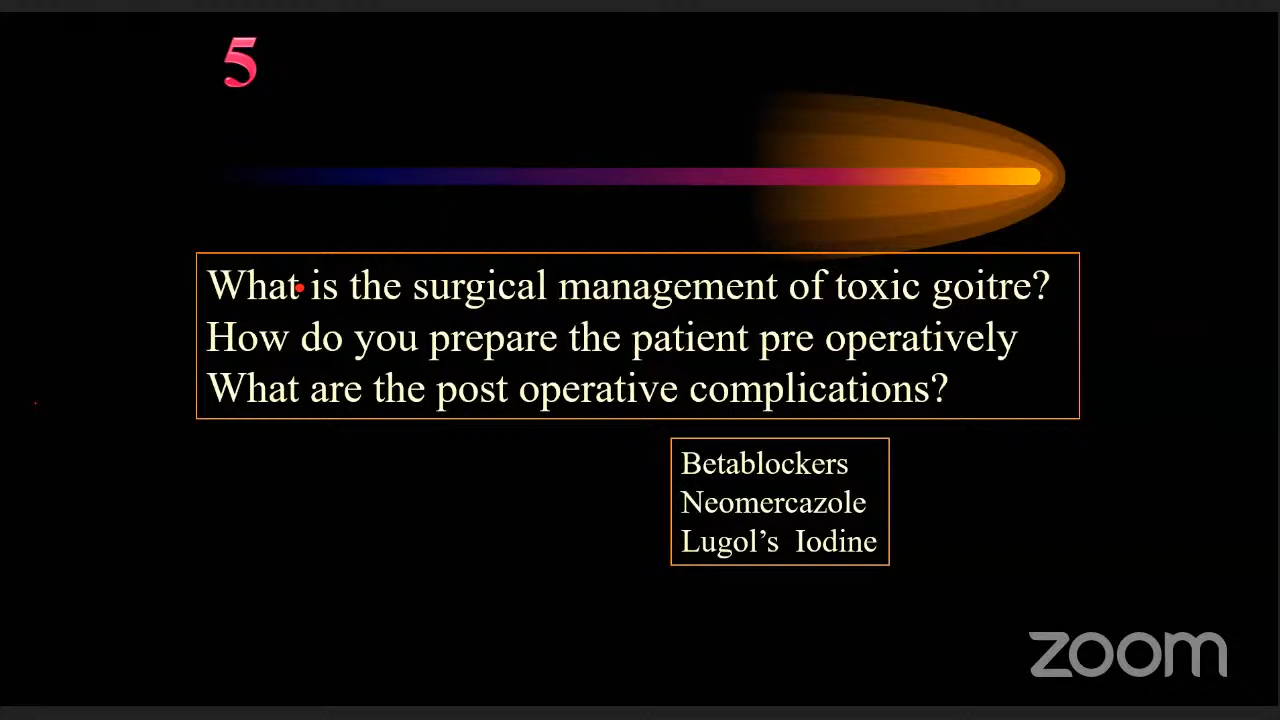 5
What is the surgical management of toxic goitre?
How do you prepare the patient pre operatively
What are the post operative complications?
Betablockers
Neomercazole
Lugol’s Iodine
zoom